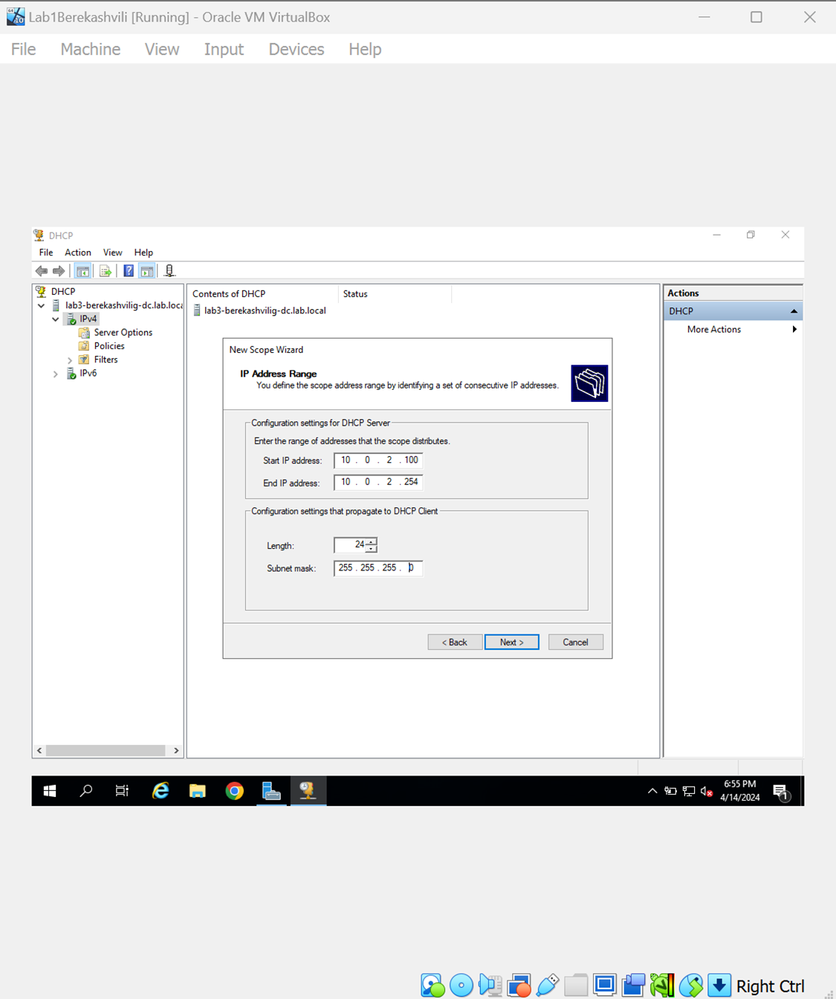 Lab1Berekashvili [Running] - Oracle VM VirtualBox
File Machine View Input Devices Help
DHCP
File Action View Help
DHCP
lab3-berekashvilig-dc.lab.loca
IPv4
Server Options
Policies
Filters
IPv6
Contents of DHCP Status
lab3-berekashvilig-dc.lab.local
Actions
DHCP
More Actions
New Scope Wizard
IP Address Range
You define the scope address range by identifying a set of consecutive IP addresses.
Configuration settings for DHCP Server
Enter the range of addresses that the scope distributes.
Start IP address: 10 . 0 . 2 . 100
End IP address: 10 . 0 . 2 . 254
Configuration settings that propagate to DHCP Client
Length: 24
Subnet mask: 255 . 255 . 255 . 0
< Back Next > Cancel
6:55 PM
4/14/2024
1
Right Ctrl